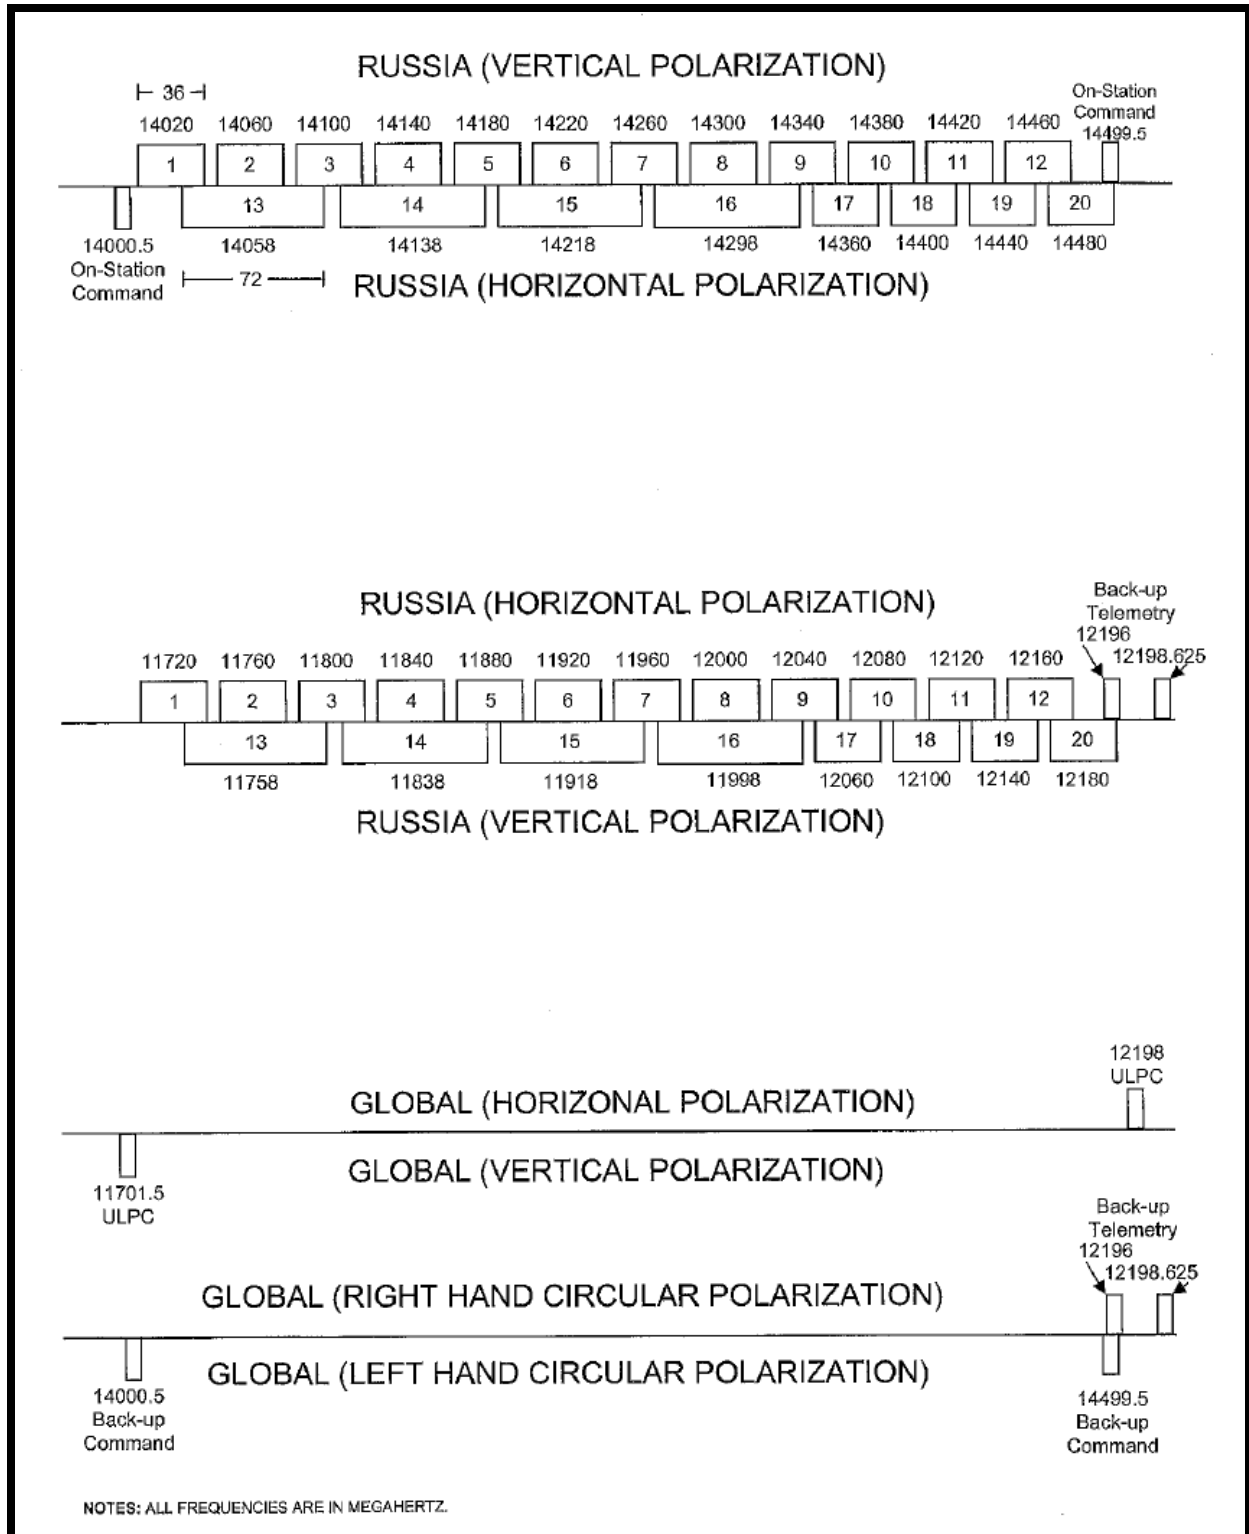 RUSSIA (VERTICAL POLARIZATION)
36
On-Station
Command
14499.5
14020 14060 14100 14140 14180 14220 14260 14300 14340 14380 14420 14460
1 2 3 4 5 6 7 8 9 10 11 12
13 14 15 16 17 18 19 20
14000.5 14058 14138 14218 14298 14360 14400 14440 14480
On-Station
Command
72
RUSSIA (HORIZONTAL POLARIZATION)
RUSSIA (HORIZONTAL POLARIZATION)
Back-up
Telemetry
12196
12198.625
11720 11760 11800 11840 11880 11920 11960 12000 12040 12080 12120 12160
1 2 3 4 5 6 7 8 9 10 11 12
13 14 15 16 17 18 19 20
11758 11838 11918 11998 12060 12100 12140 12180
RUSSIA (VERTICAL POLARIZATION)
12198
ULPC
GLOBAL (HORIZONAL POLARIZATION)
GLOBAL (VERTICAL POLARIZATION)
11701.5
ULPC
Back-up
Telemetry
12196
12198.625
GLOBAL (RIGHT HAND CIRCULAR POLARIZATION)
GLOBAL (LEFT HAND CIRCULAR POLARIZATION)
14000.5
Back-up
Command
14499.5
Back-up
Command
NOTES: ALL FREQUENCIES ARE IN MEGAHERTZ.